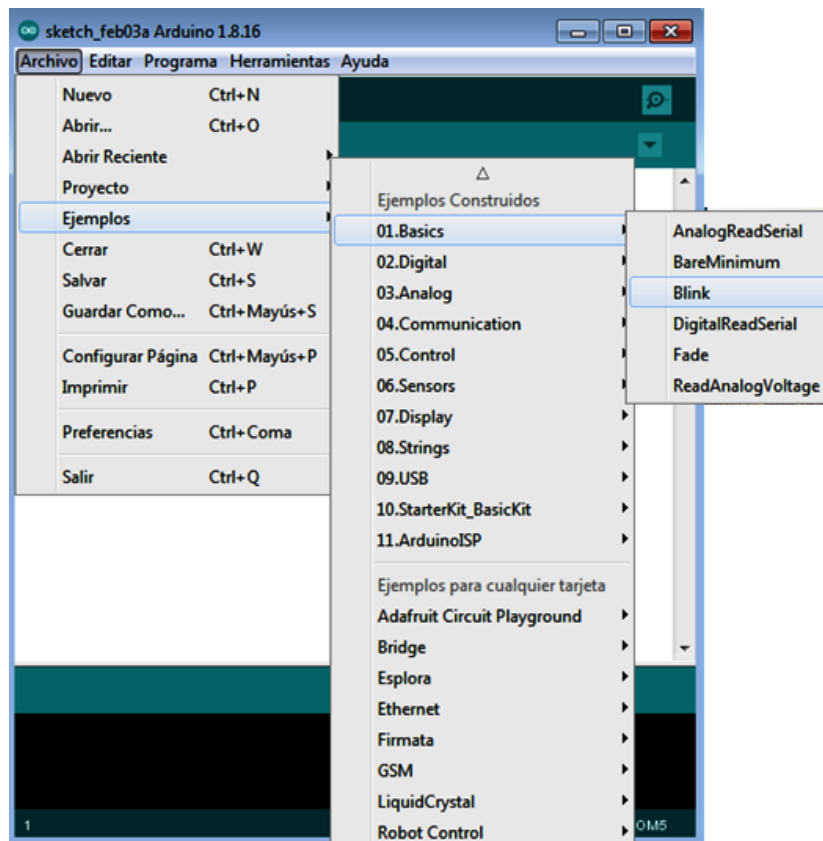 sketch_feb03a Arduino 1.8.16
Archivo Editar Programa Herramientas Ayuda
Nuevo Ctrl+N
Abrir... Ctrl+O
Abrir Reciente
Proyecto
Ejemplos
Cerrar Ctrl+W
Salvar Ctrl+S
Guardar Como... Ctrl+Mayús+S
Configurar Página Ctrl+Mayús+P
Imprimir Ctrl+P
Preferencias Ctrl+Coma
Salir Ctrl+Q
Ejemplos Construidos
01.Basics
02.Digital
03.Analog
04.Communication
05.Control
06.Sensors
07.Display
08.Strings
09.USB
10.StarterKit_BasicKit
11.ArduinoISP
Ejemplos para cualquier tarjeta
Adafruit Circuit Playground
Bridge
Esplora
Ethernet
Firmata
GSM
LiquidCrystal
Robot Control
AnalogReadSerial
BareMinimum
Blink
DigitalReadSerial
Fade
ReadAnalogVoltage
1
OM5